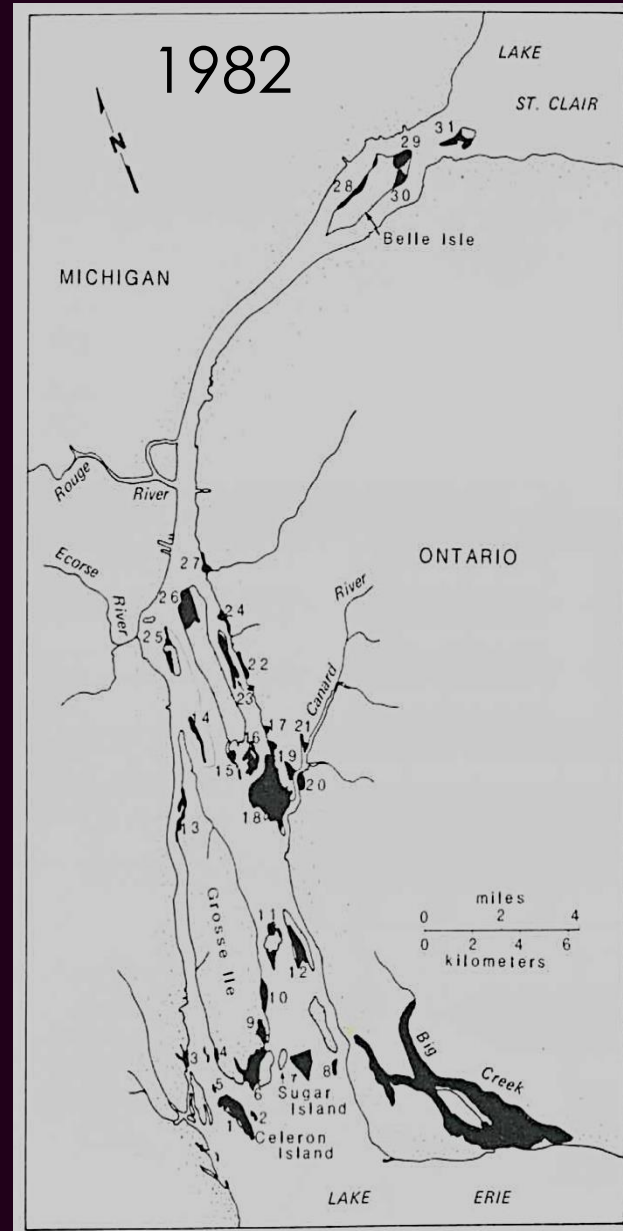 1982
LAKE
ST. CLAIR
N
31
29
28
30
Belle Isle
MICHIGAN
Rouge
River
Ecorse
River
ONTARIO
River
Canard
27
26
24
25
22
23
14
17
21
16
19
15
20
18
13
miles
0 2 4
0 2 4 6
kilometers
Grosse Ile
11
12
10
9
Big
Creek
3
4
5
6
7
8
Sugar
Island
1
2
Celeron
Island
LAKE ERIE